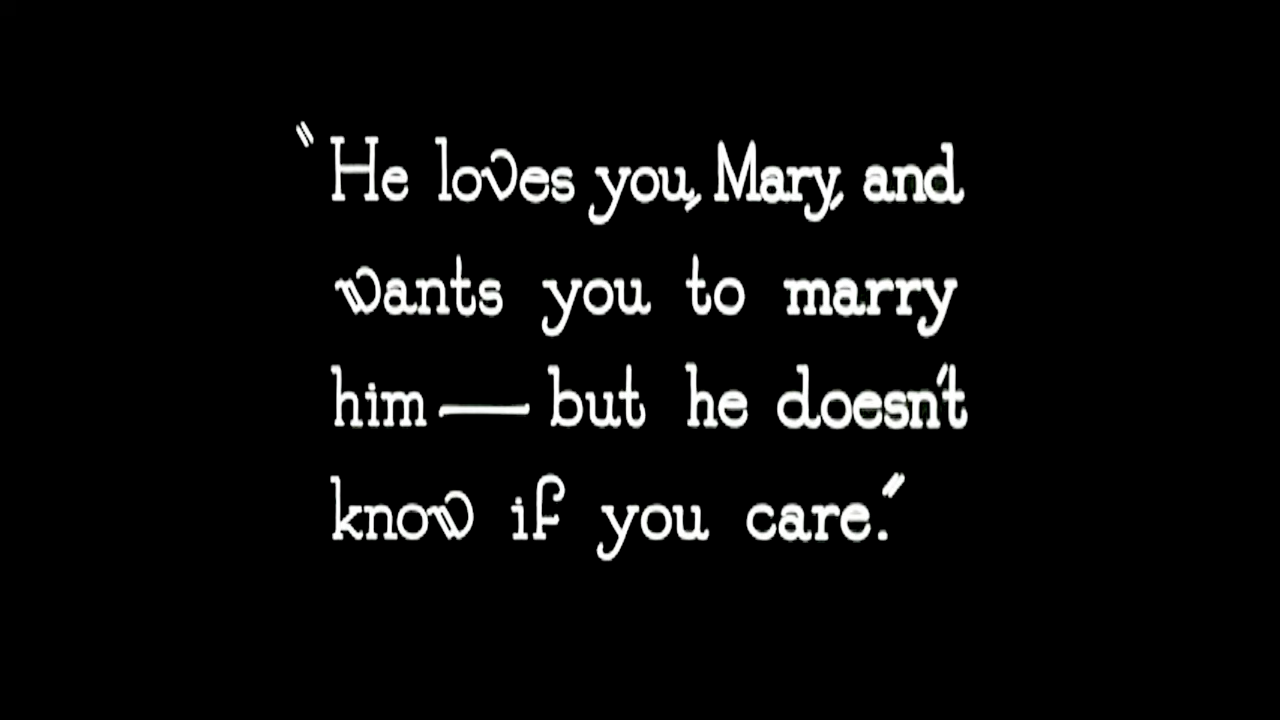 "He loves you, Mary, and
wants you to marry
him — but he doesn't
know if you care."